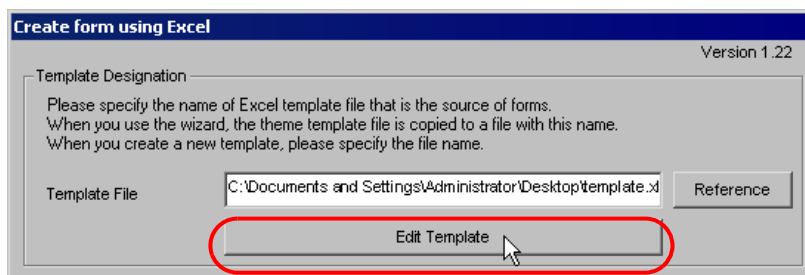 Create form using Excel
Version 1.22
Template Designation
Please specify the name of Excel template file that is the source of forms.
When you use the wizard, the theme template file is copied to a file with this name.
When you create a new template, please specify the file name.
Template File
C:\Documents and Settings\Administrator\Desktop\template.xl
Reference
Edit Template